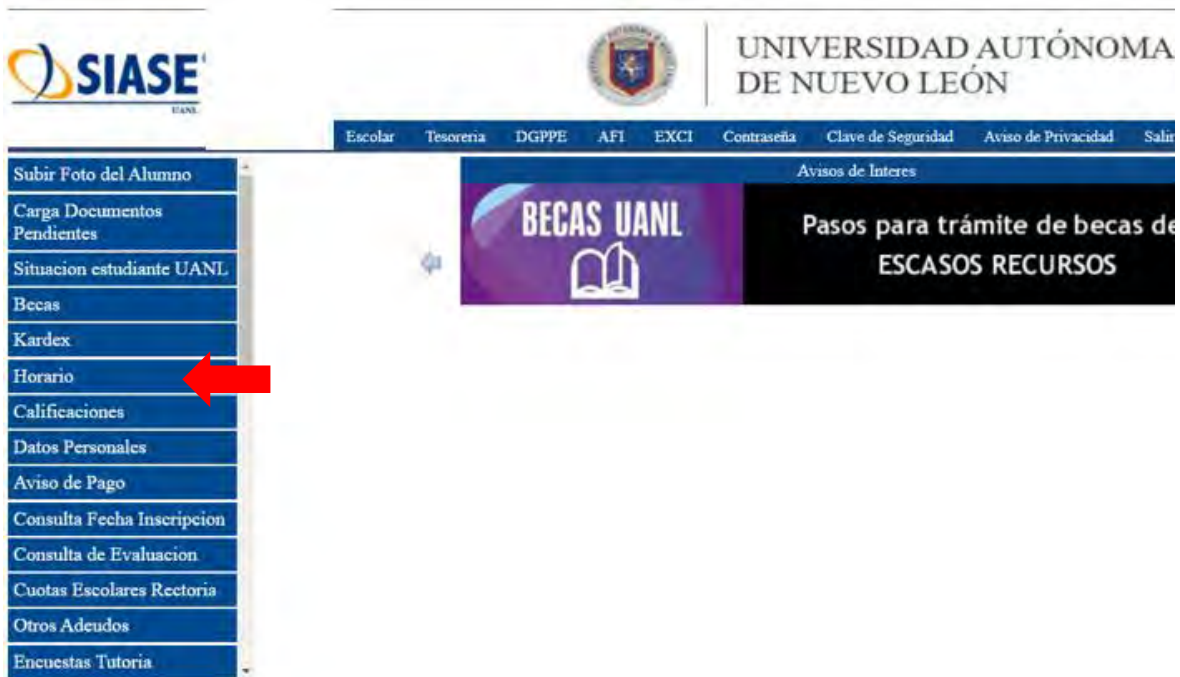 SIASE
UANL
UNIVERSIDAD AUTÓNOMA
DE NUEVO LEÓN
Escolar Tesoreria DGPPE AFI EXCI Contraseña Clave de Seguridad Aviso de Privacidad Salir
Subir Foto del Alumno
Carga Documentos
Pendientes
Situacion estudiante UANL
Becas
Kardex
Horario
Calificaciones
Datos Personales
Aviso de Pago
Consulta Fecha Inscripcion
Consulta de Evaluacion
Cuotas Escolares Rectoria
Otros Adeudos
Encuestas Tutoria
Avisos de Interes
BECAS UANL
Pasos para trámite de becas de
ESCASOS RECURSOS